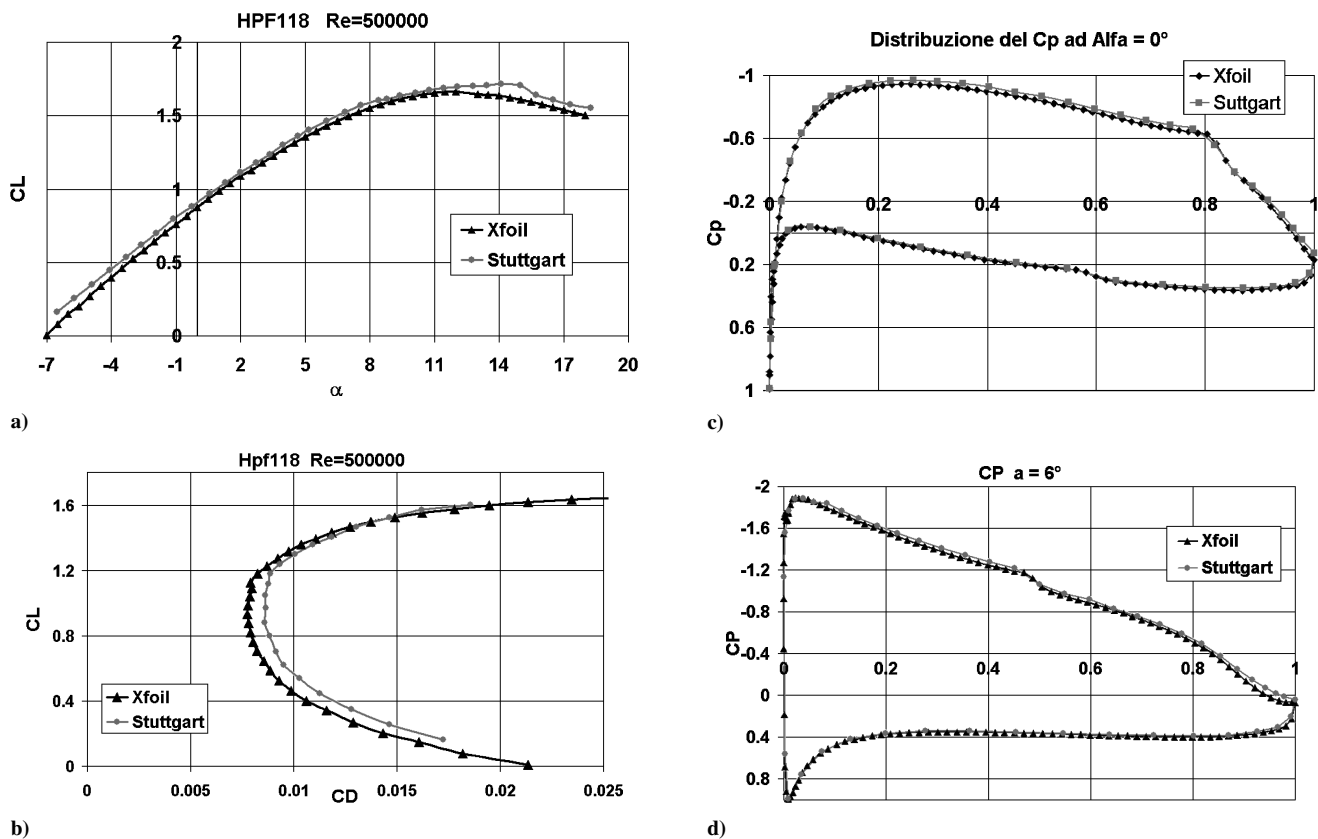 HPF118 Re=500000
2
1.5
1
0.5
0
-7 -4 -1 2 5 8 11 14 17 20
CL
α
Xfoil
Stuttgart
a)
Hpf118 Re=500000
1.6
1.2
0.8
0.4
0
0 0.005 0.01 0.015 0.02 0.025
CL
CD
Xfoil
Stuttgart
b)
Distribuzione del Cp ad Alfa = 0°
-1
-0.6
-0.2
0.2
0.6
1
0 0.2 0.4 0.6 0.8 1
Cp
Xfoil
Suttgart
c)
CP a = 6°
-2
-1.6
-1.2
-0.8
-0.4
0
0.4
0.8
0 0.2 0.4 0.6 0.8 1
CP
Xfoil
Stuttgart
d)